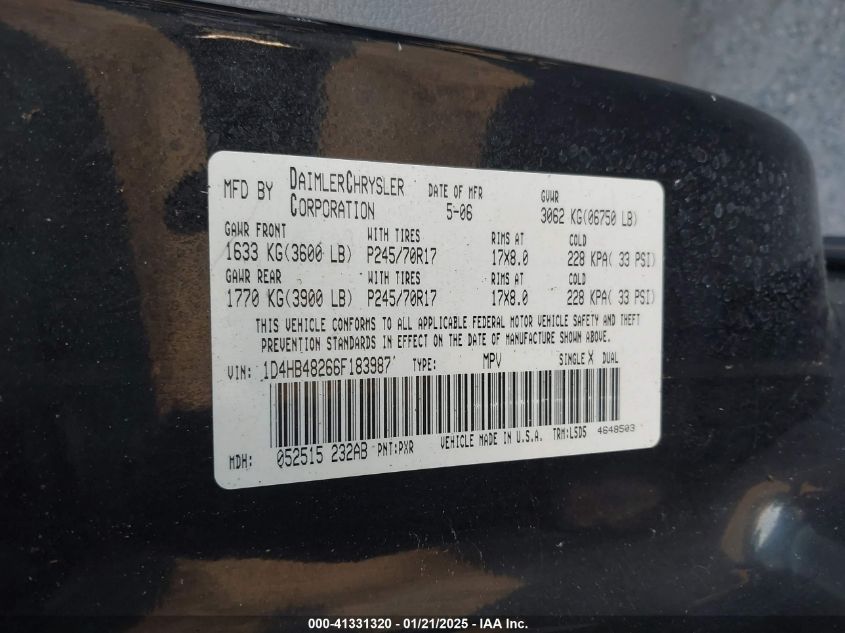 MFD BY DAIMLERCHRYSLER CORPORATION DATE OF MFR 5-06 GVWR 3062 KG(06750 LB)
GAWR FRONT WITH TIRES RIMS AT COLD
1633 KG(3600 LB) P245/70R17 17X8.0 228 KPA( 33 PSI)
GAWR REAR WITH TIRES RIMS AT COLD
1770 KG(3900 LB) P245/70R17 17X8.0 228 KPA( 33 PSI)
THIS VEHICLE CONFORMS TO ALL APPLICABLE FEDERAL MOTOR VEHICLE SAFETY AND THEFT
PREVENTION STANDARDS IN EFFECT ON THE DATE OF MANUFACTURE SHOWN ABOVE.
VIN: 1D4HB48266F183987 TYPE: MPV SINGLE X DUAL
MDH: 052515 232AB PNT:PXR VEHICLE MADE IN U.S.A. TRM:L5D5 4648503
000-41331320 / 01/21/2025 / © IAA Inc.